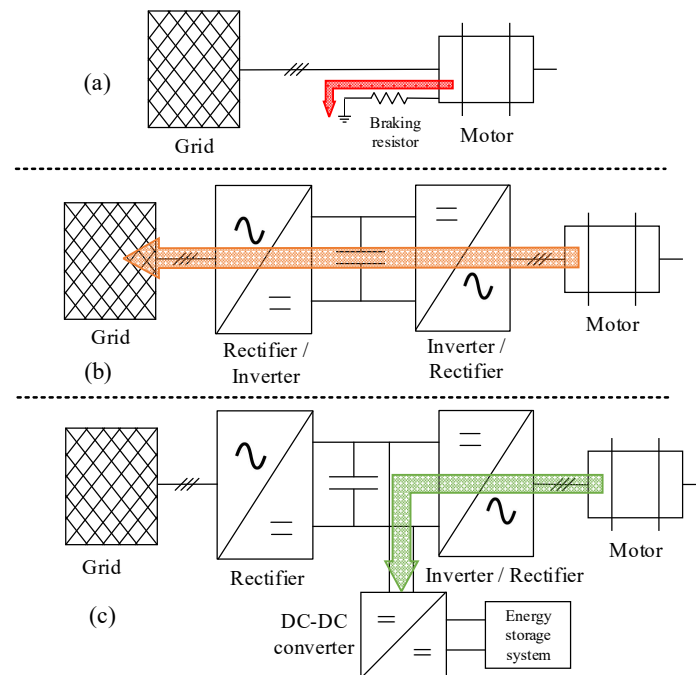 (a)
Grid
Braking
resistor
Motor
Grid
Rectifier /
Inverter
Inverter /
Rectifier
Motor
(b)
Grid
Rectifier
Inverter / Rectifier
Motor
(c)
DC-DC
converter
Energy
storage
system